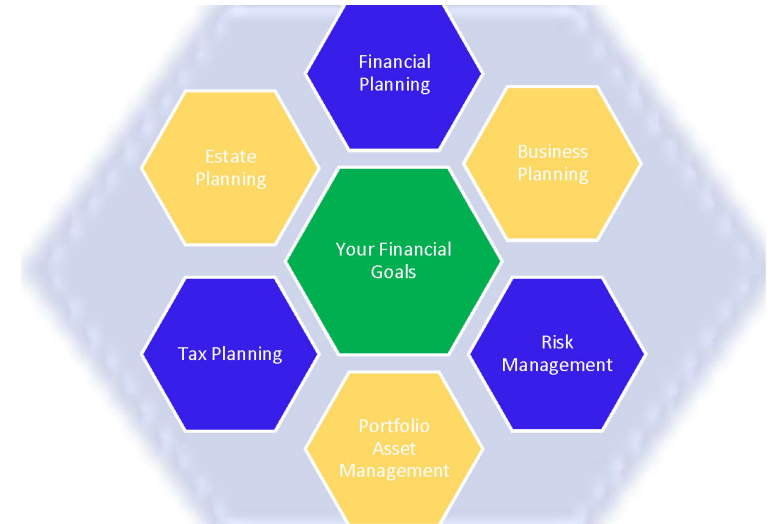 Financial
Planning
Estate
Planning
Business
Planning
Your Financial
Goals
Tax Planning
Risk
Management
Portfolio
Asset
Management